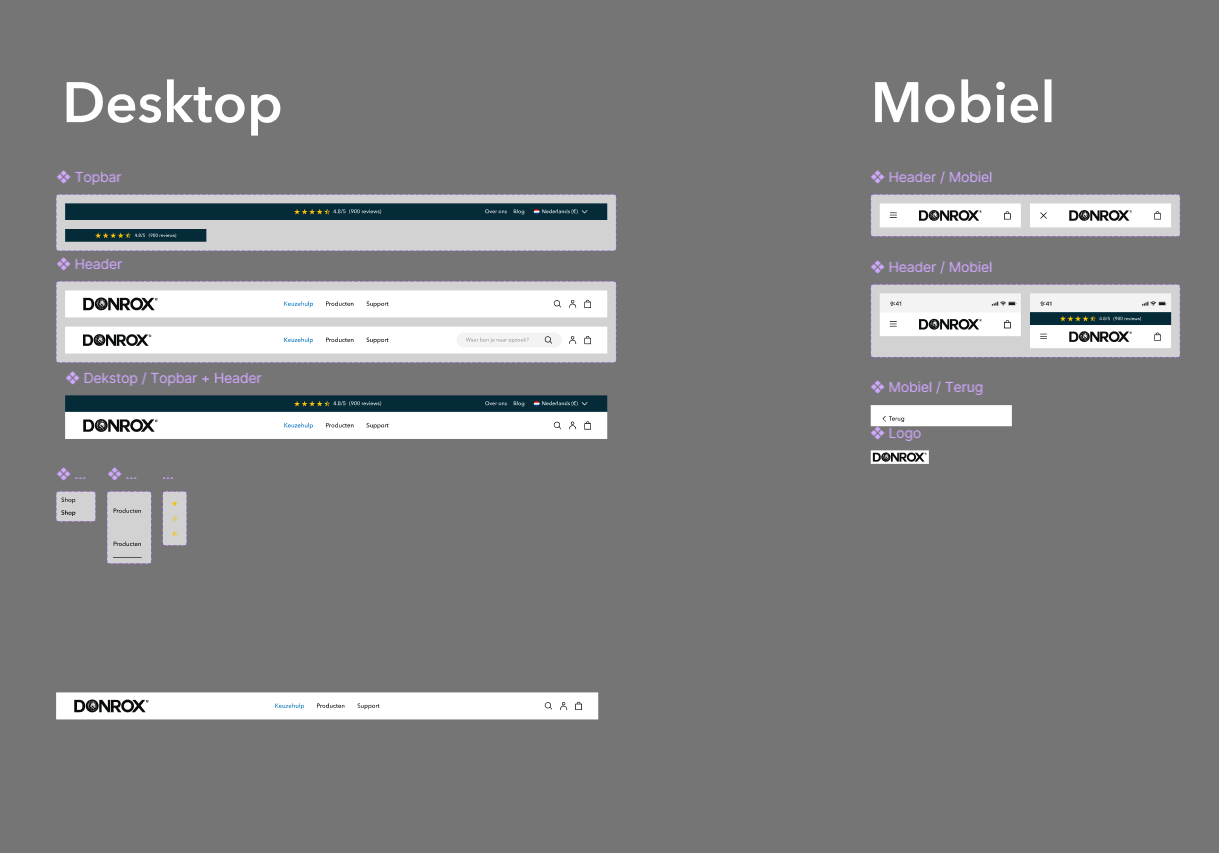 Desktop
Mobiel
Topbar
4.8/5 (900 reviews) Over ons Blog Nederlands (€)
4.8/5 (900 reviews)
Header
DONROX® Keuzehulp Producten Support
DONROX® Keuzehulp Producten Support Waar ben je naar opzoek?
Dekstop / Topbar + Header
4.8/5 (900 reviews) Over ons Blog Nederlands (€)
DONROX® Keuzehulp Producten Support
... ... ...
Shop
Shop
Producten
Producten
DONROX® Keuzehulp Producten Support
Header / Mobiel
DONROX® DONROX®
Header / Mobiel
9:41 9:41
4.8/5 (900 reviews)
DONROX® DONROX®
Mobiel / Terug
Terug
Logo
DONROX®